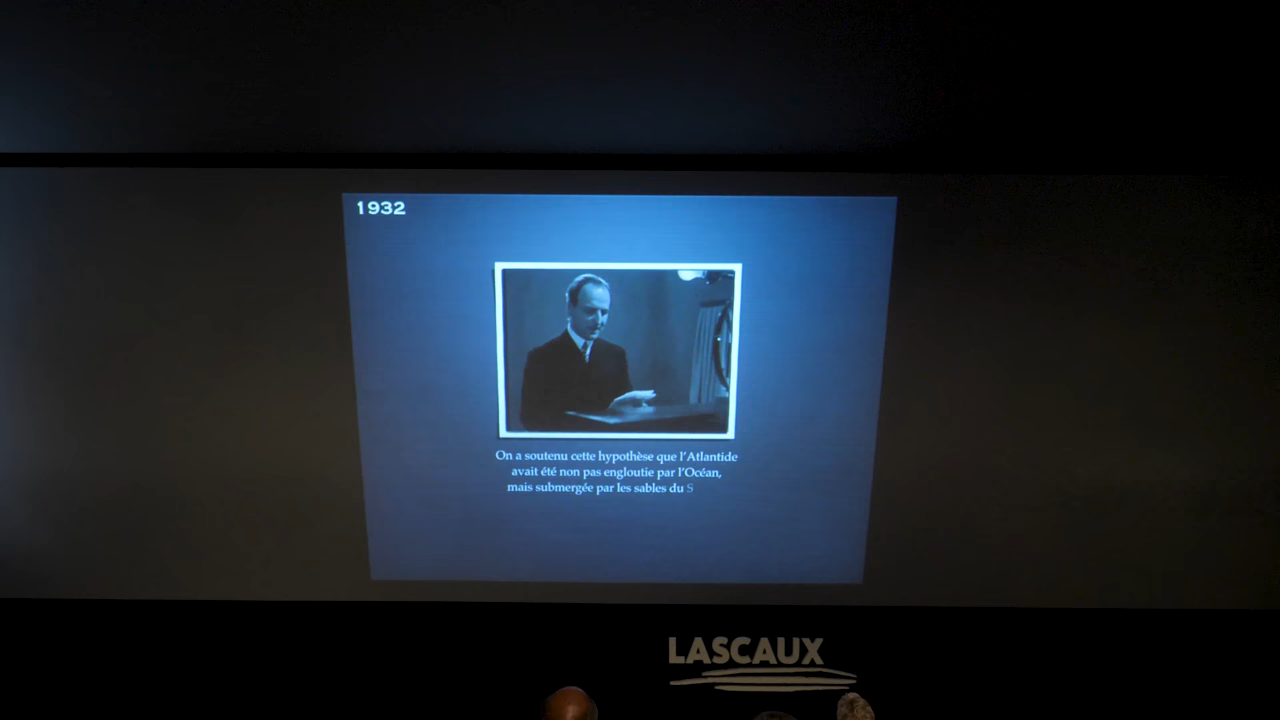 1932
On a soutenu cette hypothèse que l'Atlantide
avait été non pas engloutie par l'Océan,
mais submergée par les sables du S
LASCAUX